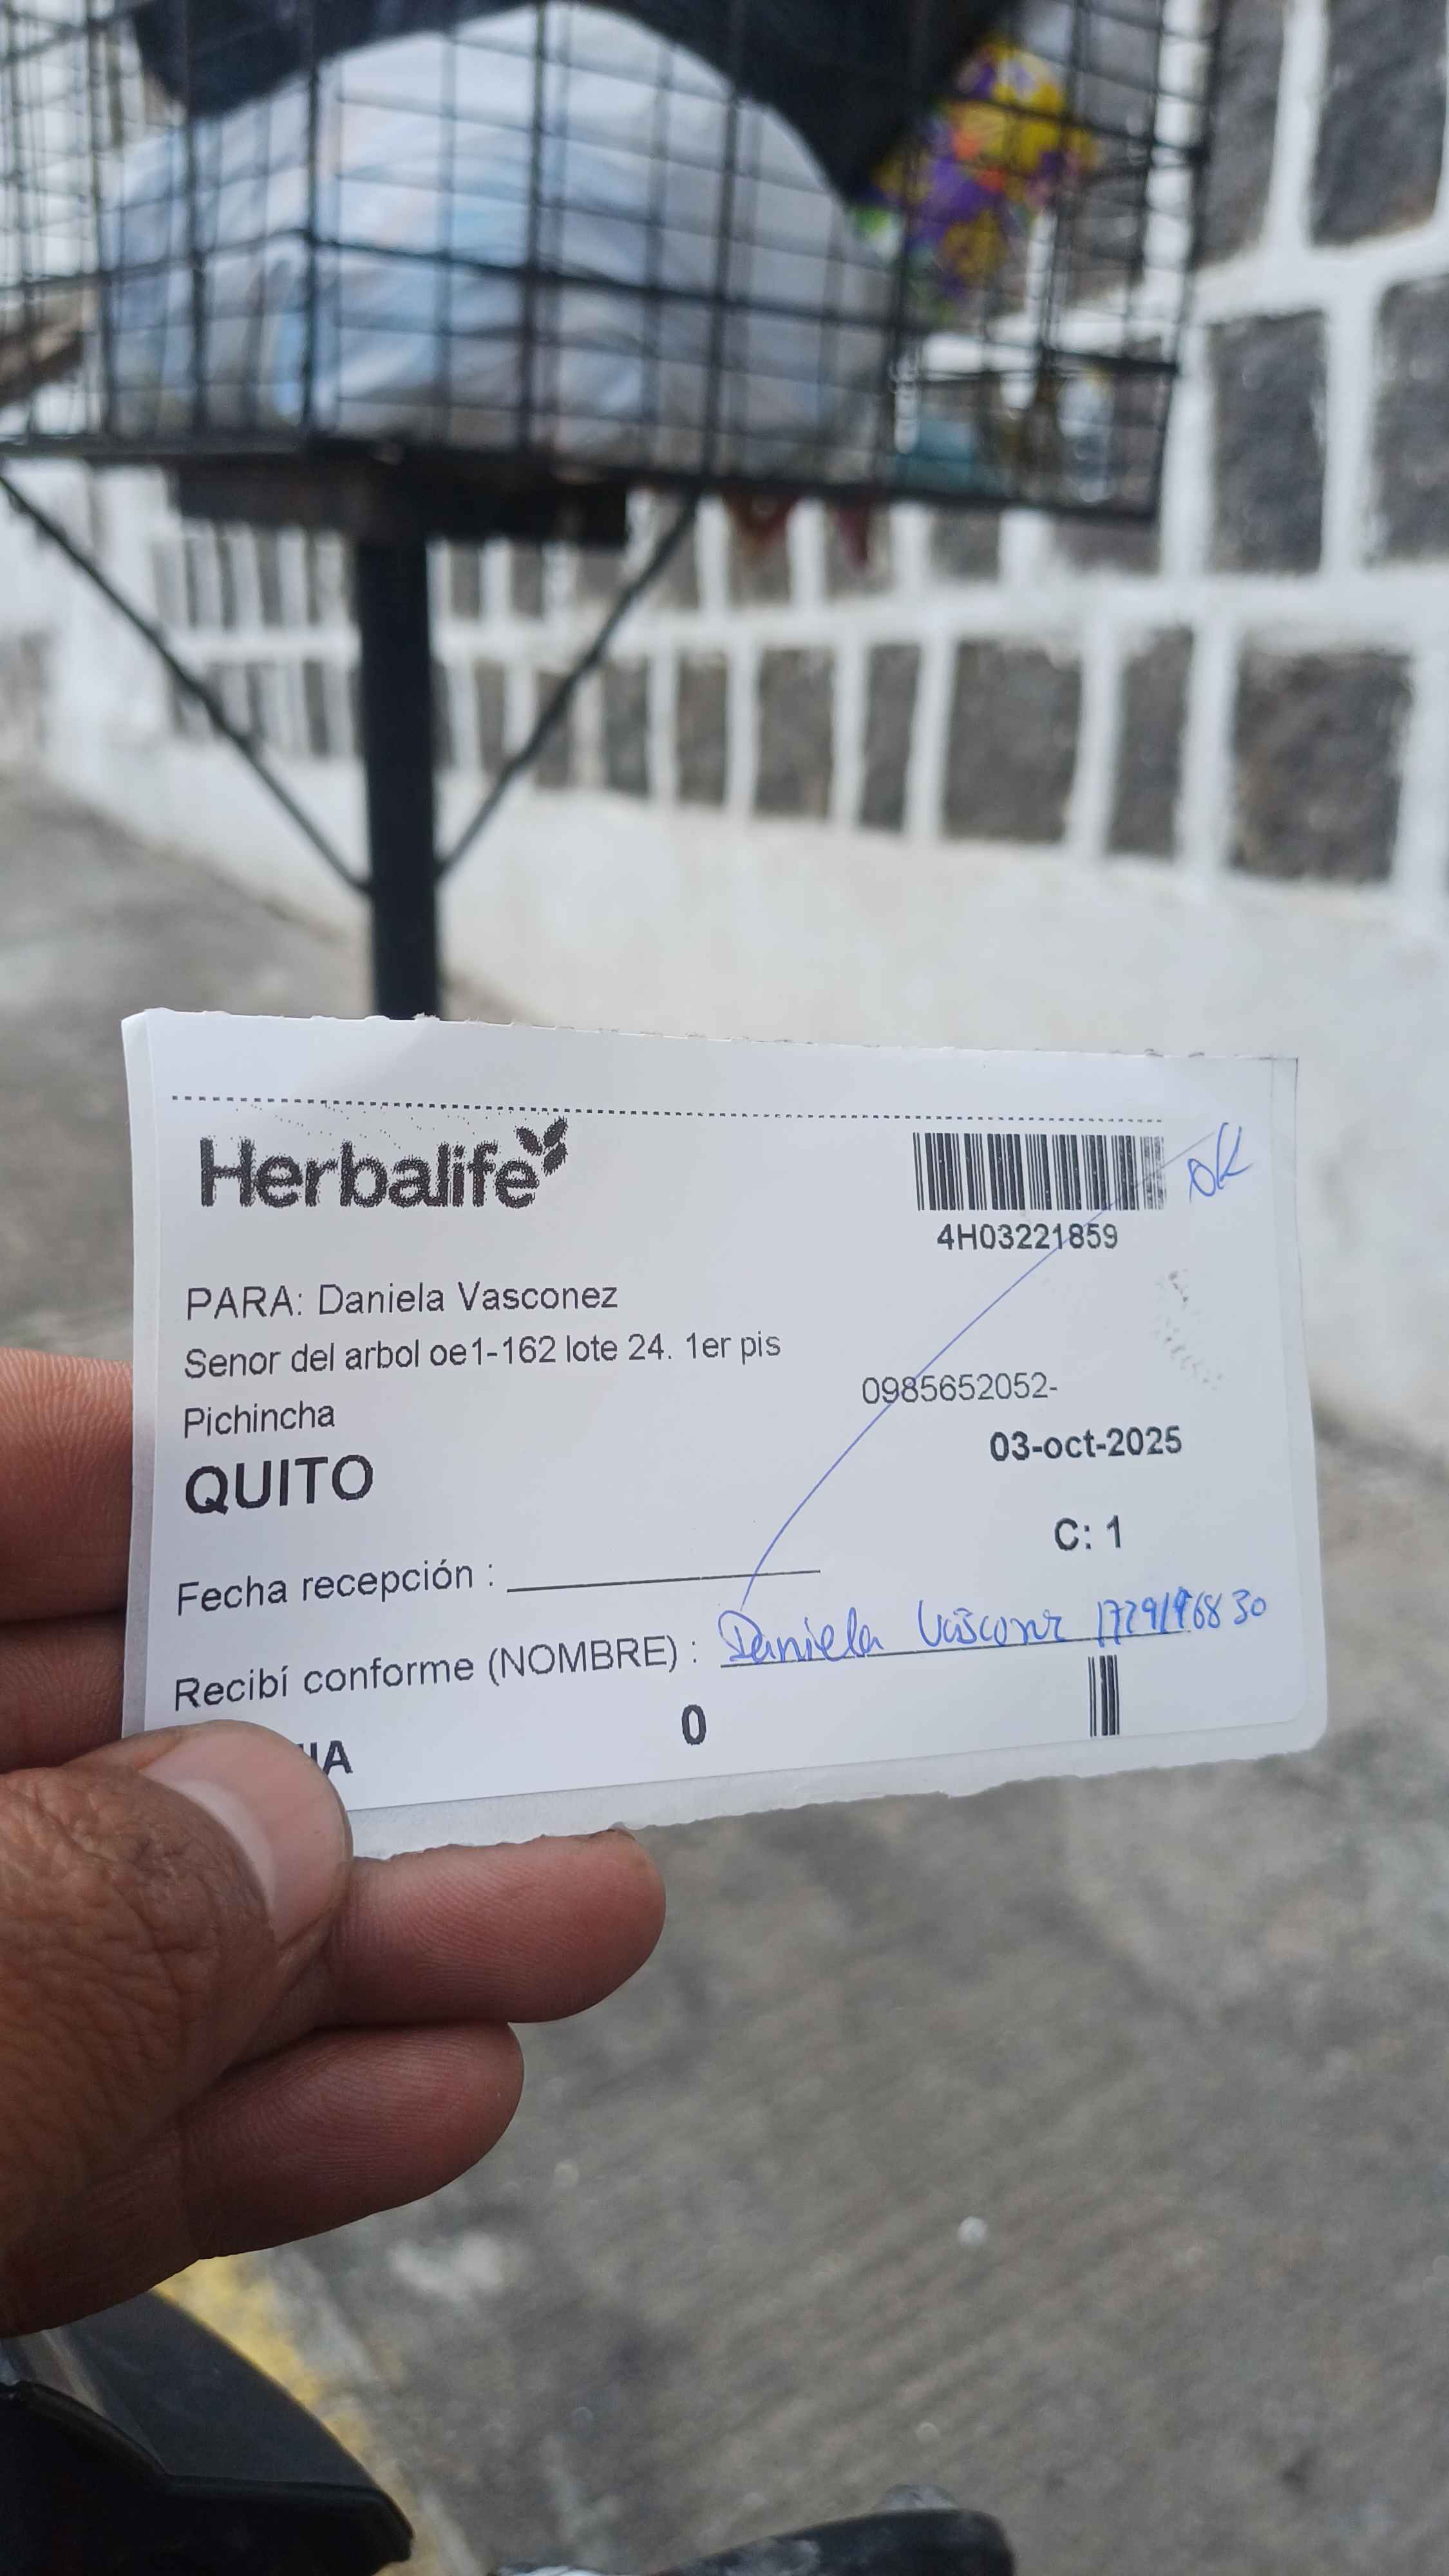 Herbalife
4H03221859
OK
PARA: Daniela Vasconez
Senor del arbol oe1-162 lote 24. 1er pis
0985652052-
Pichincha
03-oct-2025
QUITO
C: 1
Fecha recepción :
Recibí conforme (NOMBRE) : Daniela Vasconez
0